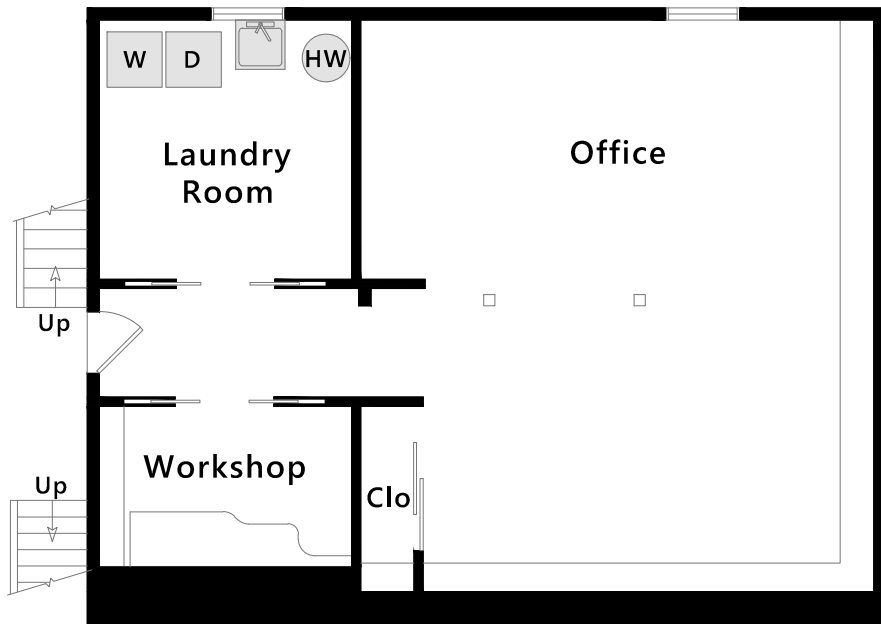 W
D
HW
Laundry
Room
Office
Up
Workshop
Up
Clo